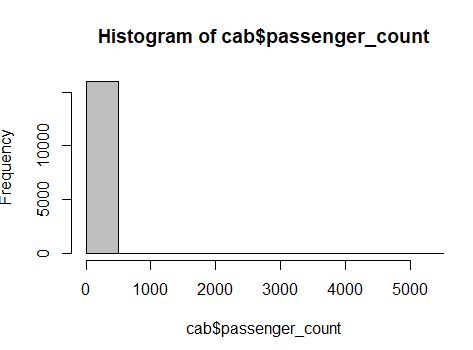 Histogram of cab$passenger_count
Frequency
10000
5000
0
0 1000 2000 3000 4000 5000
cab$passenger_count